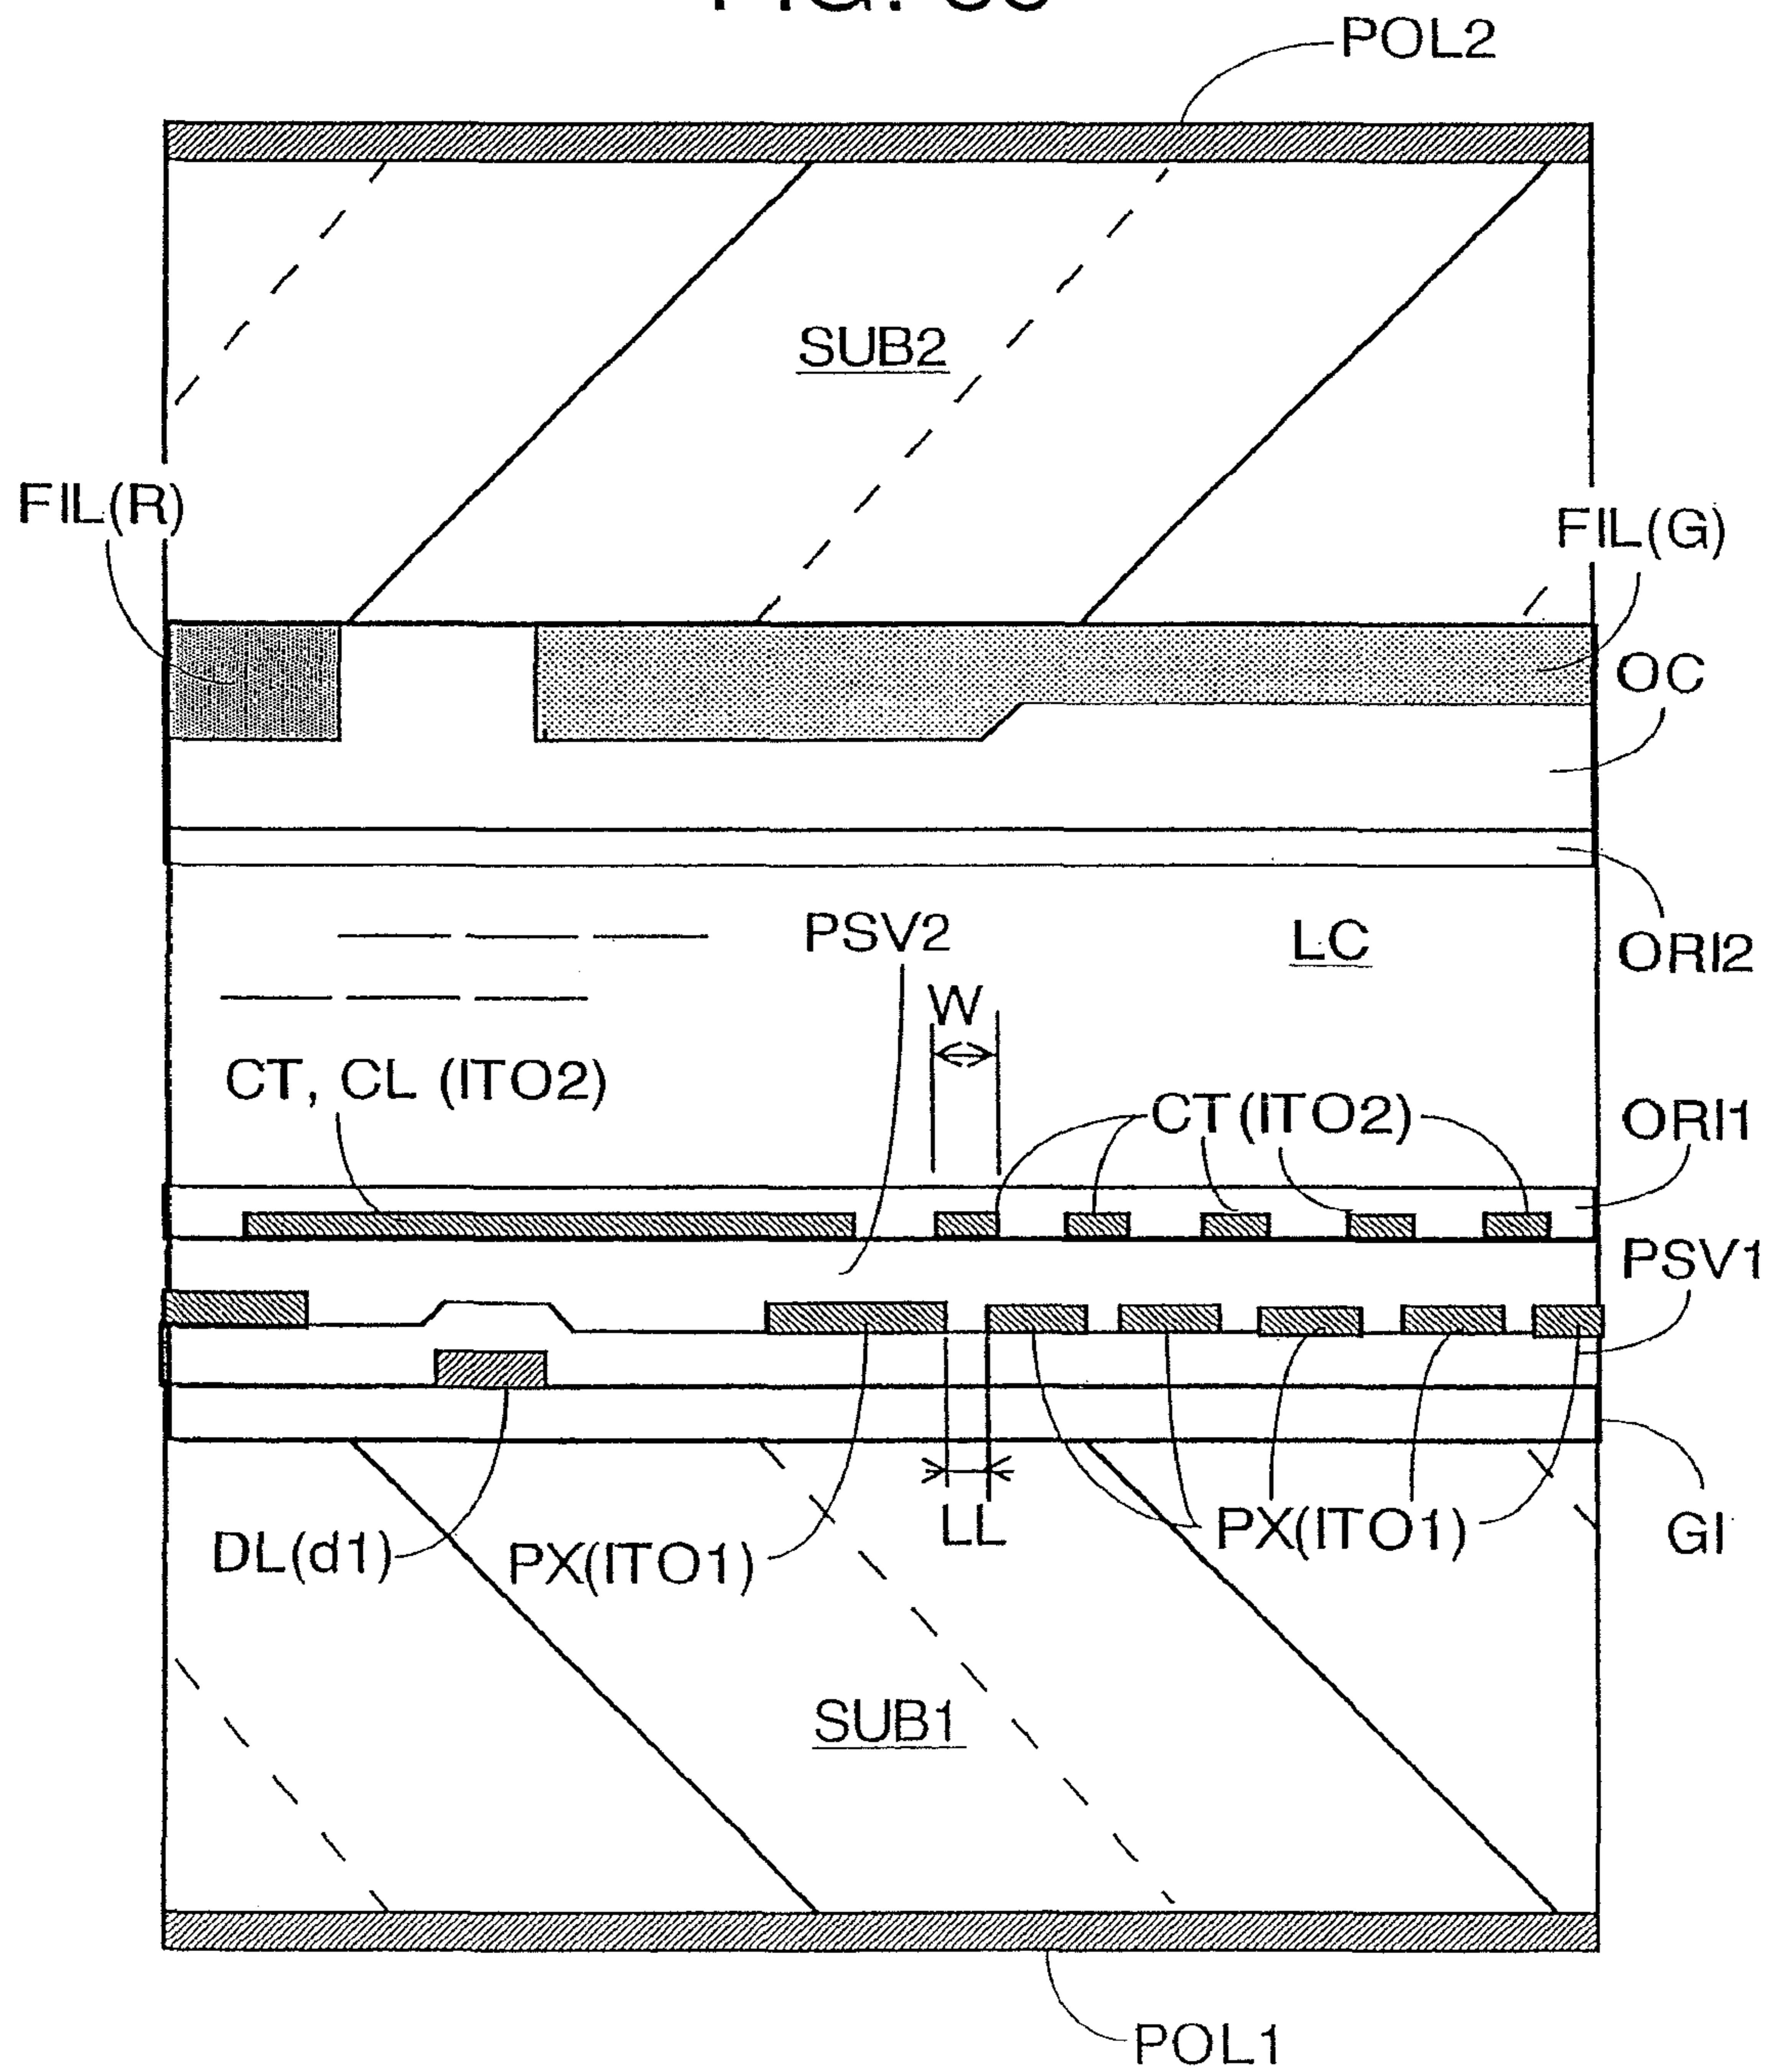 POL2
SUB2
FIL(R)
FIL(G)
OC
PSV2
LC
ORI2
W
CT, CL (ITO2)
CT(ITO2)
ORI1
PSV1
LL
DL(d1)
PX(ITO1)
PX(ITO1)
GI
SUB1
POL1